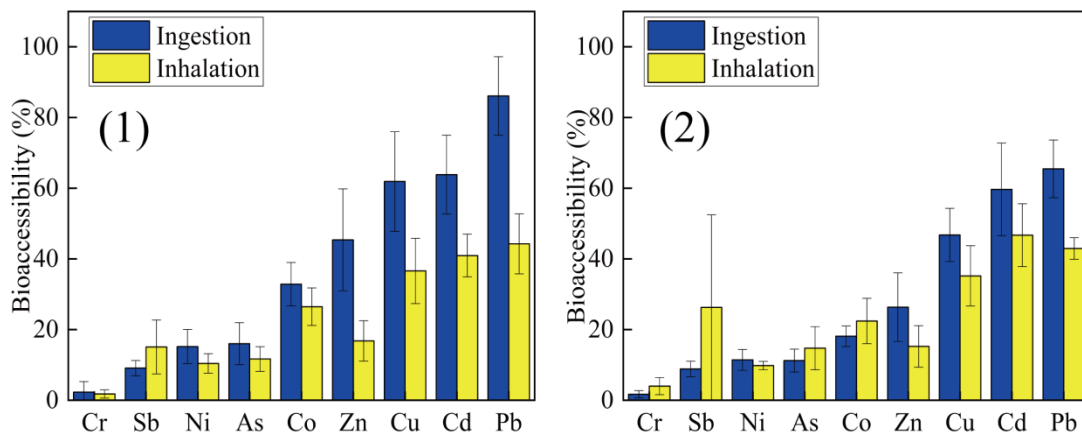 Ingestion
Inhalation
(1)
Bioaccessibility (%)
100
80
60
40
20
0
Cr Sb Ni As Co Zn Cu Cd Pb
Ingestion
Inhalation
(2)
Bioaccessibility (%)
100
80
60
40
20
0
Cr Sb Ni As Co Zn Cu Cd Pb